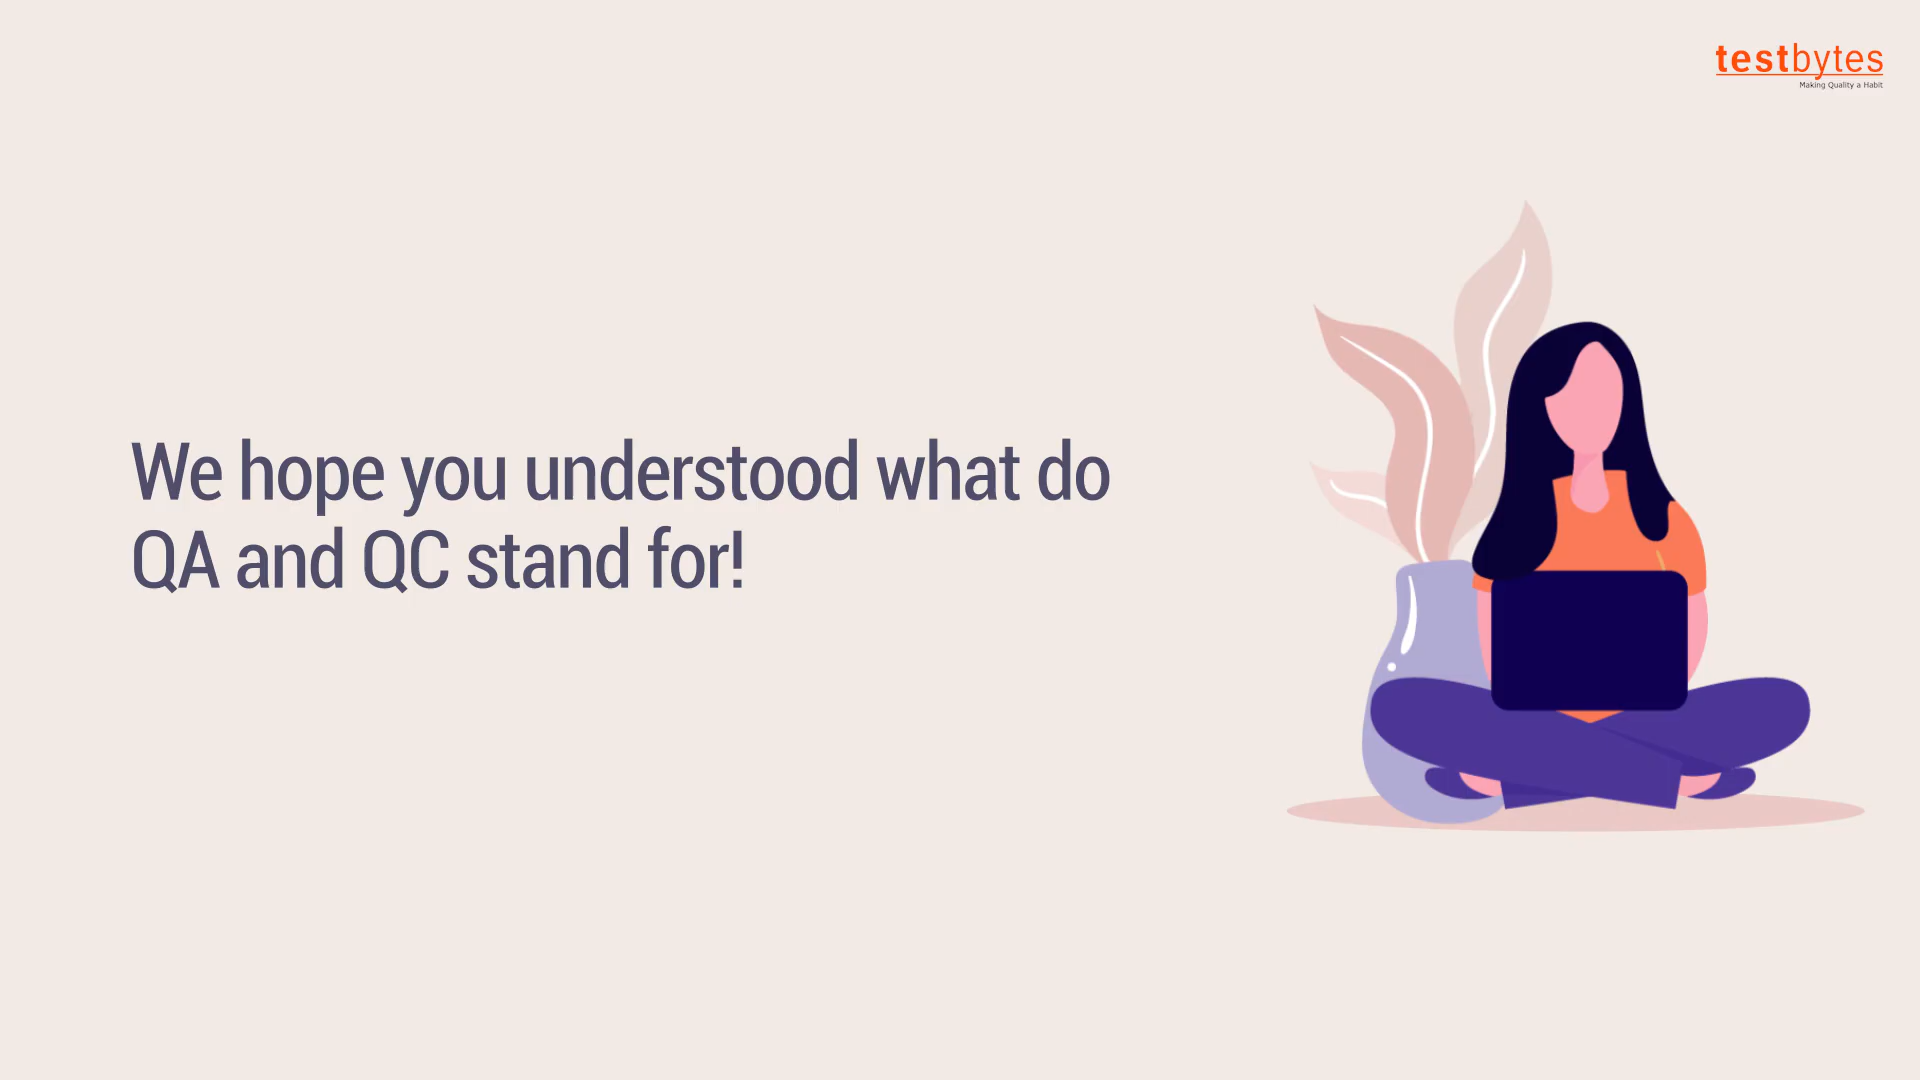 testbytes
Making Quality a Habit
We hope you understood what do
QA and QC stand for!